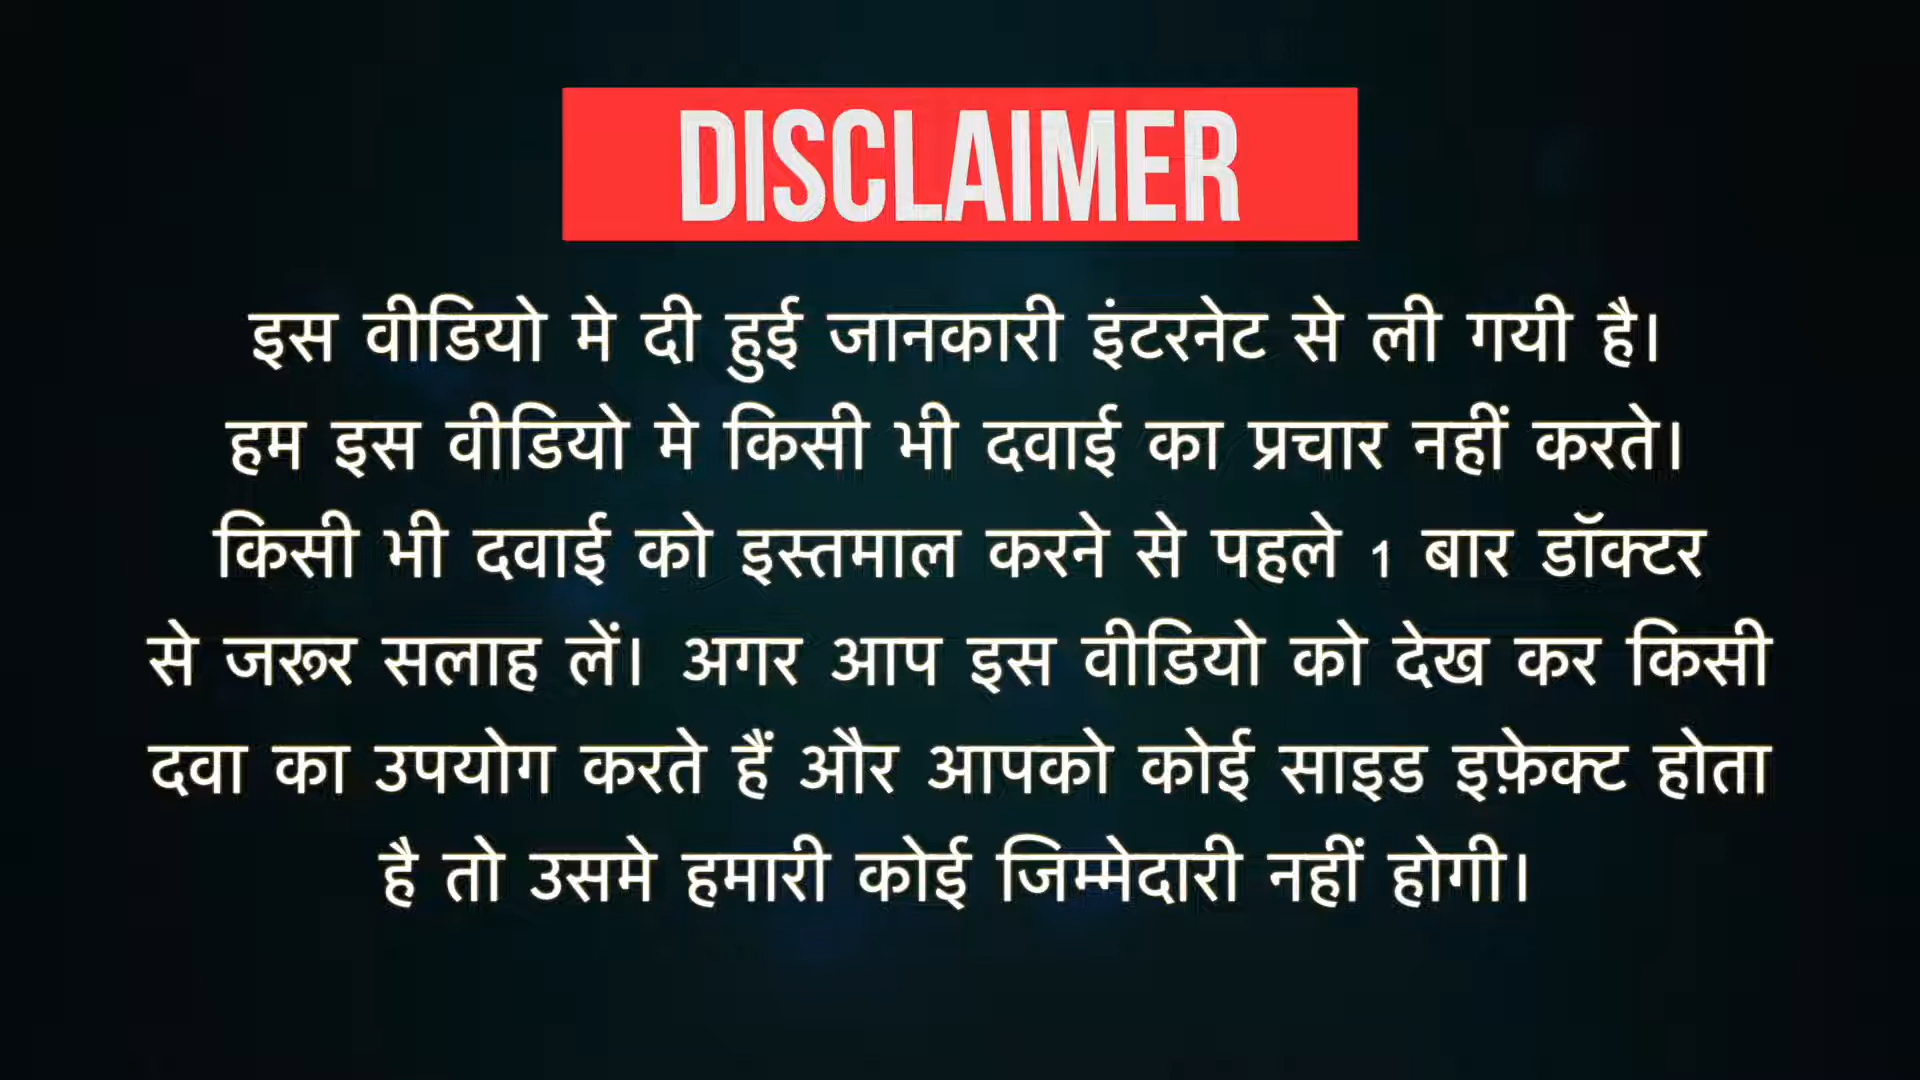 DISCLAIMER
इस वीडियो मे दी हुई जानकारी इंटरनेट से ली गयी है।
हम इस वीडियो मे किसी भी दवाई का प्रचार नहीं करते।
किसी भी दवाई को इस्तमाल करने से पहले 1 बार डॉक्टर
से जरूर सलाह लें। अगर आप इस वीडियो को देख कर किसी
दवा का उपयोग करते हैं और आपको कोई साइड इफ़ेक्ट होता
है तो उसमे हमारी कोई जिम्मेदारी नहीं होगी।